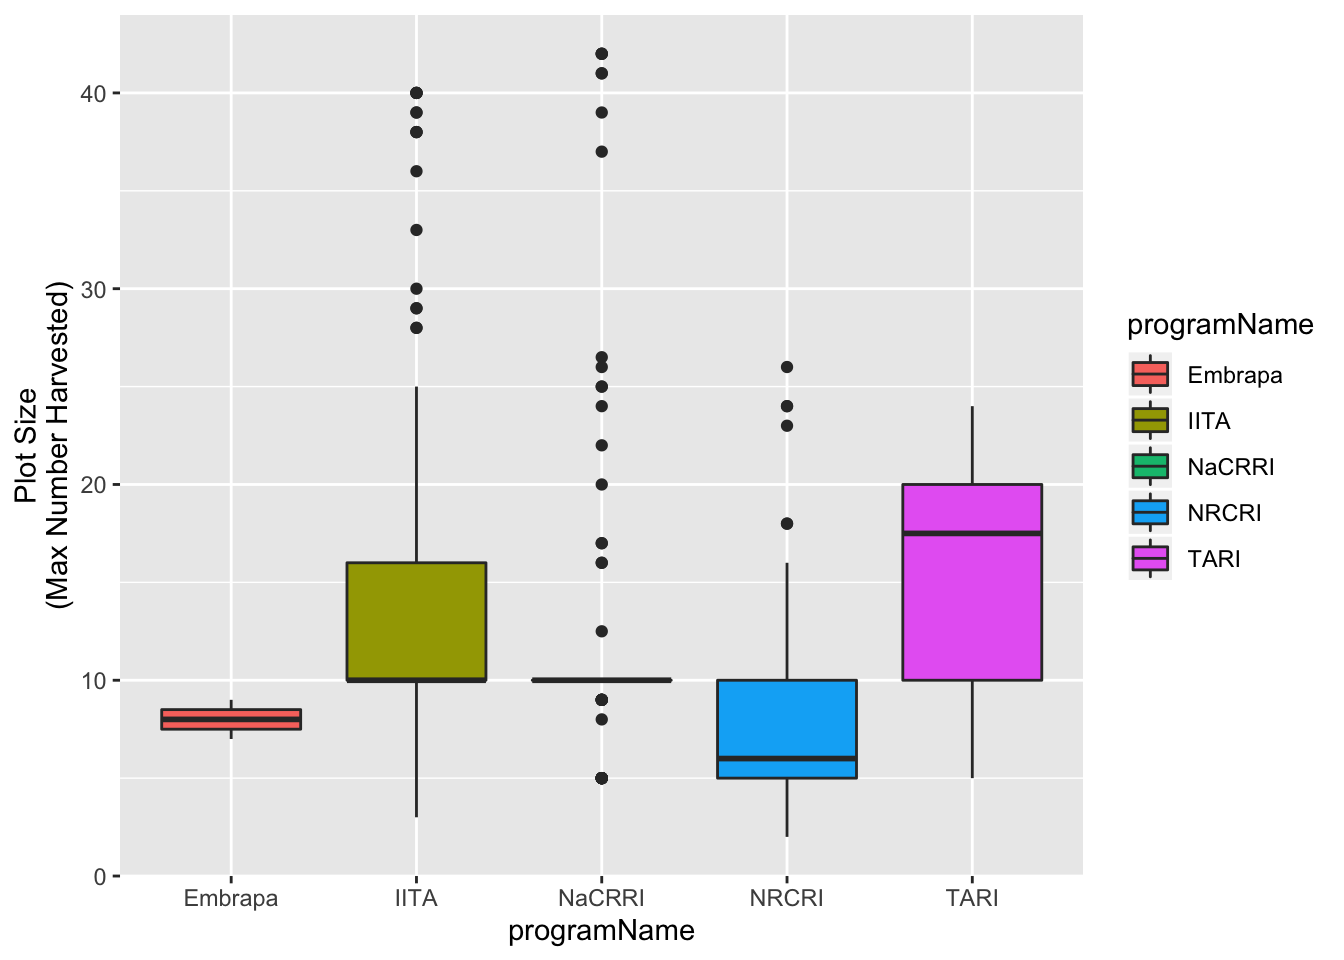 Plot Size
(Max Number Harvested)
40
30
20
10
0
Embrapa
IITA
NaCRRI
NRCRI
TARI
programName
programName
Embrapa
IITA
NaCRRI
NRCRI
TARI